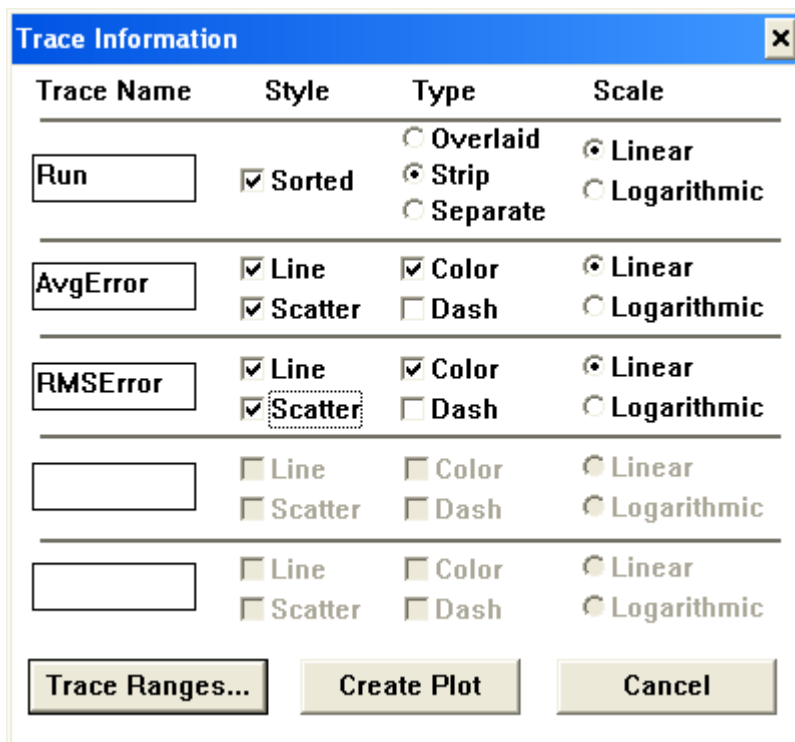 Trace Information
Trace Name Style Type Scale
Run
Sorted
Overlaid
Strip
Separate
Linear
Logarithmic
AvgError
Line
Scatter
Color
Dash
Linear
Logarithmic
RMSError
Line
Scatter
Color
Dash
Linear
Logarithmic
Line
Scatter
Color
Dash
Linear
Logarithmic
Line
Scatter
Color
Dash
Linear
Logarithmic
Trace Ranges... Create Plot Cancel